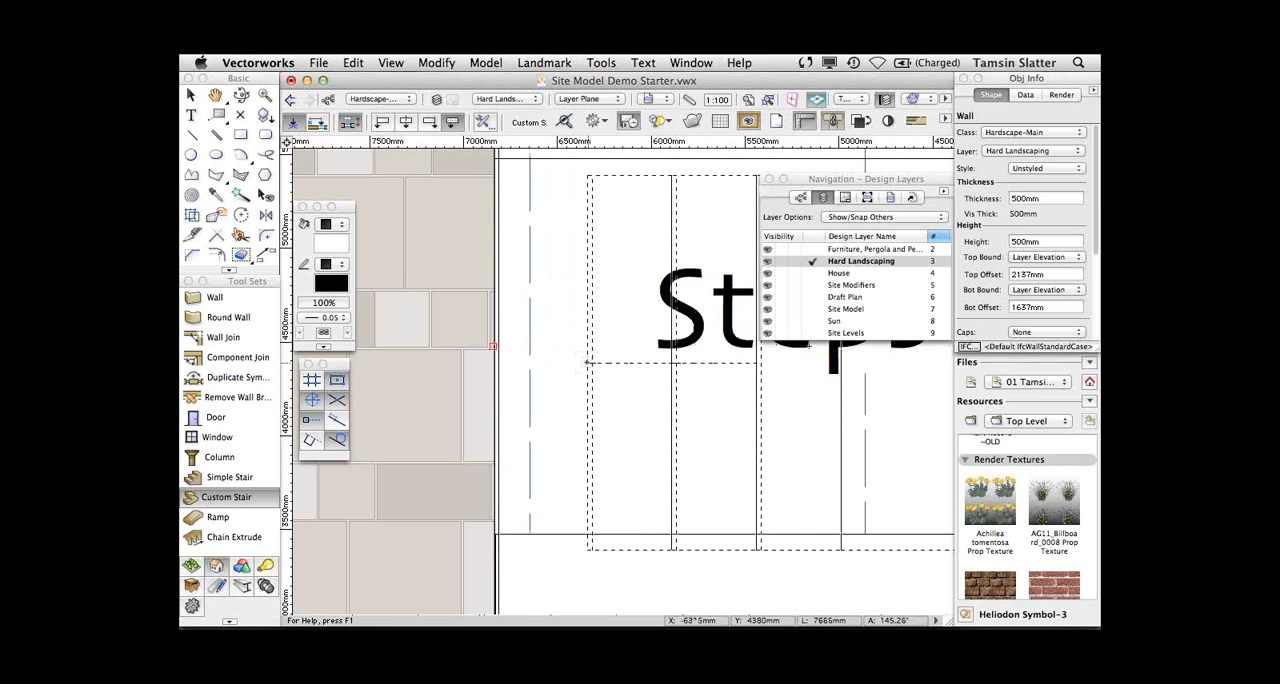 Vectorworks File Edit View Modify Model Landmark Tools Text Window Help (Charged) Tamsin Slatter
Basic
Site Model Demo Starter.vwx
Obj Info
Hardscape-... Hard Lands... Layer Plane 1:100 T...
Shape Data Render
Custom S.
Wall
7500mm 7000mm 6500mm 6000mm 5500mm 5000mm 4500
Class: Hardscape-Main
Layer: Hard Landscaping
Style: Unstyled
Thickness
Thickness: 500mm
Vis Thick: 500mm
Height
Height: 500mm
Top Bound: Layer Elevation
Top Offset: 2137mm
Bot Bound: Layer Elevation
Bot Offset: 1637mm
Caps: None
IFC... <Default IfcWallStandardCase>
Navigation - Design Layers
Layer Options: Show/Snap Others
Visibility Design Layer Name #
Furniture, Pergola and Pe... 2
Hard Landscaping 3
House 4
Site Modifiers 5
Draft Plan 6
Site Model 7
Sun 8
Site Levels 9
100%
0.05
Tool Sets
Wall
Round Wall
Wall Join
Component Join
Duplicate Sym...
Remove Wall Br...
Door
Window
Column
Simple Stair
Custom Stair
Ramp
Chain Extrude
5000mm
4500mm
4000mm
3500mm
Files
01 Tamsi...
Resources
Top Level
-OLD
Render Textures
Achillea
tomentosa
Prop Texture
AG11_Billboa
rd_0008 Prop
Texture
Heliodon Symbol-3
For Help, press F1
Y: 4380mm L: 7666mm A: 145.26°